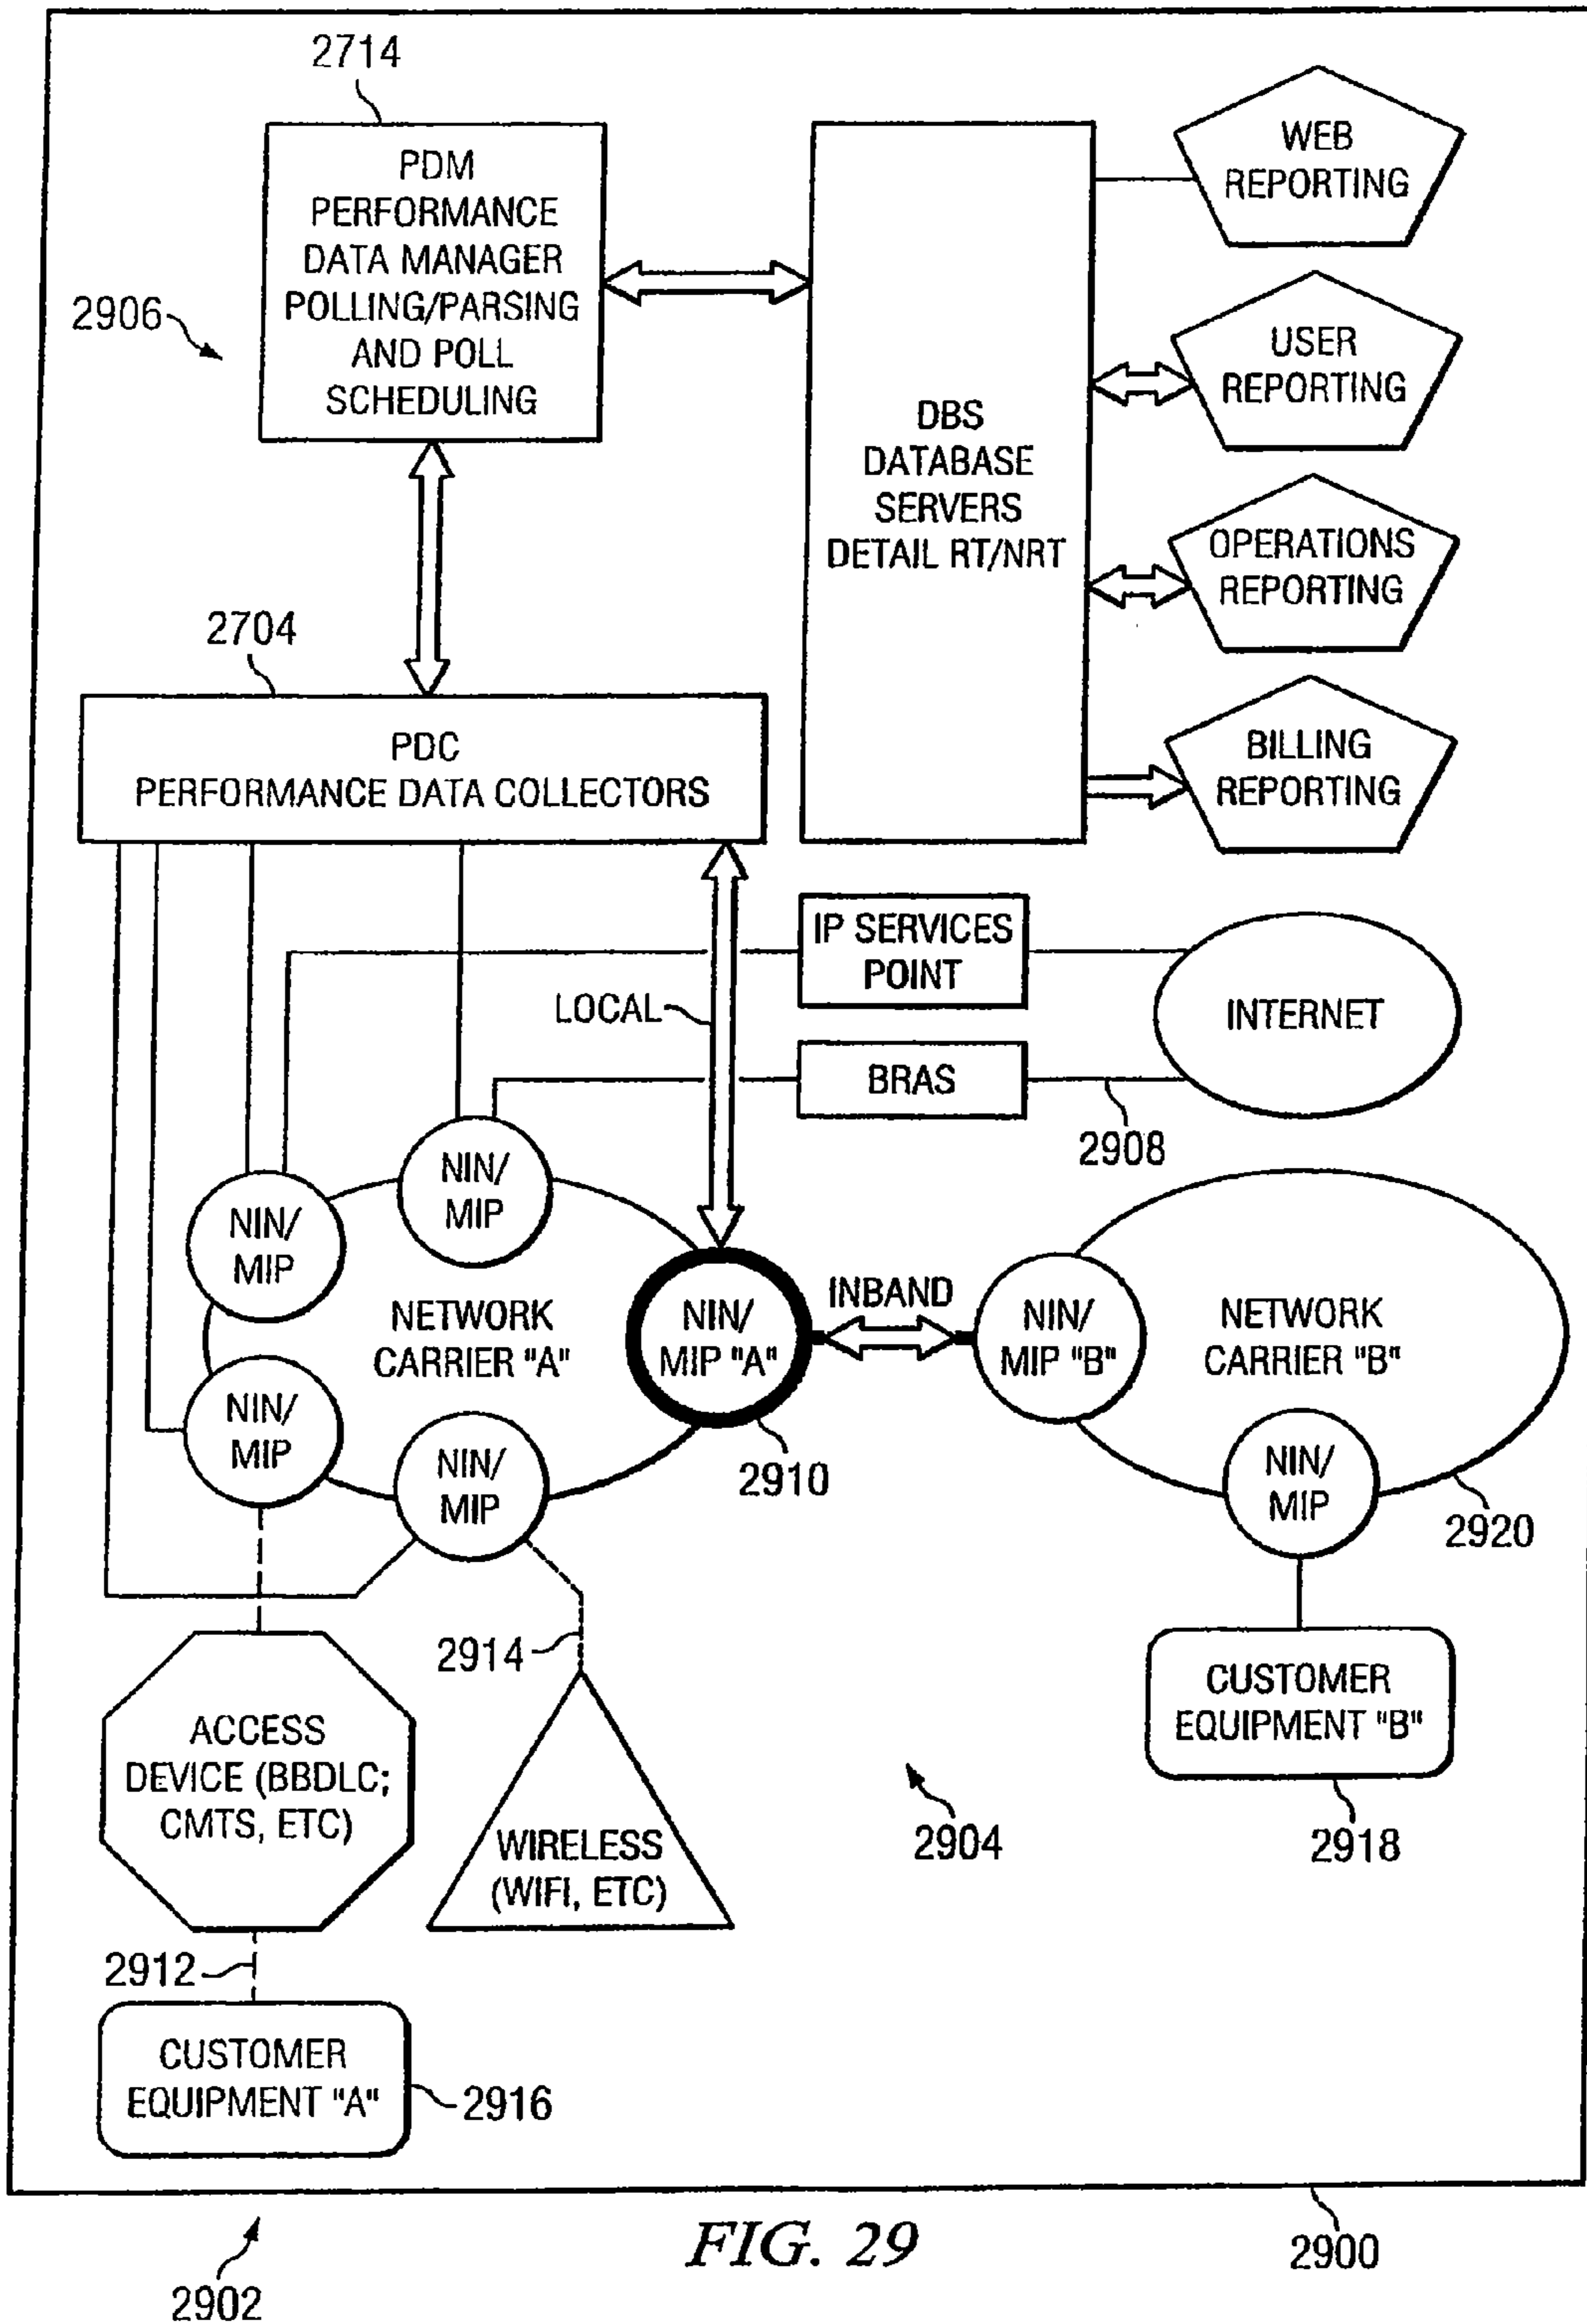 2714
PDM
PERFORMANCE
DATA MANAGER
POLLING/PARSING
AND POLL
SCHEDULING
2906
DBS
DATABASE
SERVERS
DETAIL RT/NRT
WEB
REPORTING
USER
REPORTING
OPERATIONS
REPORTING
BILLING
REPORTING
2704
PDC
PERFORMANCE DATA COLLECTORS
IP SERVICES
POINT
LOCAL
INTERNET
BRAS
2908
NIN/
MIP
NIN/
MIP
NETWORK
CARRIER "A"
NIN/
MIP "A"
INBAND
NIN/
MIP "B"
NETWORK
CARRIER "B"
NIN/
MIP
NIN/
MIP
2910
NIN/
MIP
2920
2914
ACCESS
DEVICE (BBDLC;
CMTS, ETC)
WIRELESS
(WIFI, ETC)
2904
CUSTOMER
EQUIPMENT "B"
2918
2912
CUSTOMER
EQUIPMENT "A"
2916
2902
FIG. 29
2900